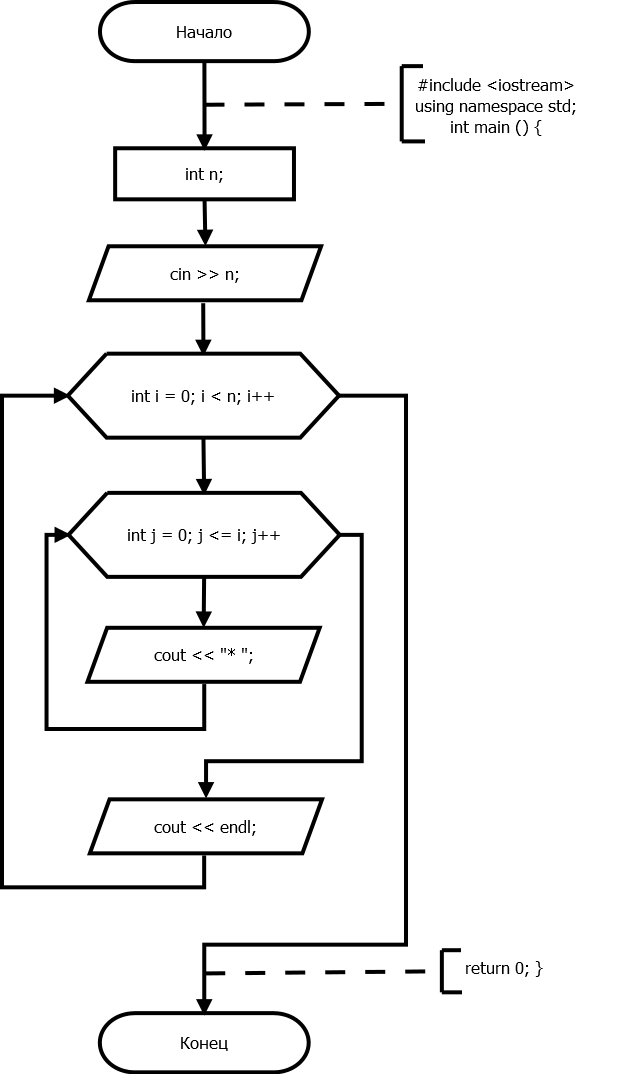 Начало
#include <iostream>
using namespace std;
int main () {
int n;
cin >> n;
int i = 0; i < n; i++
int j = 0; j <= i; j++
cout << "* ";
cout << endl;
return 0; }
Конец